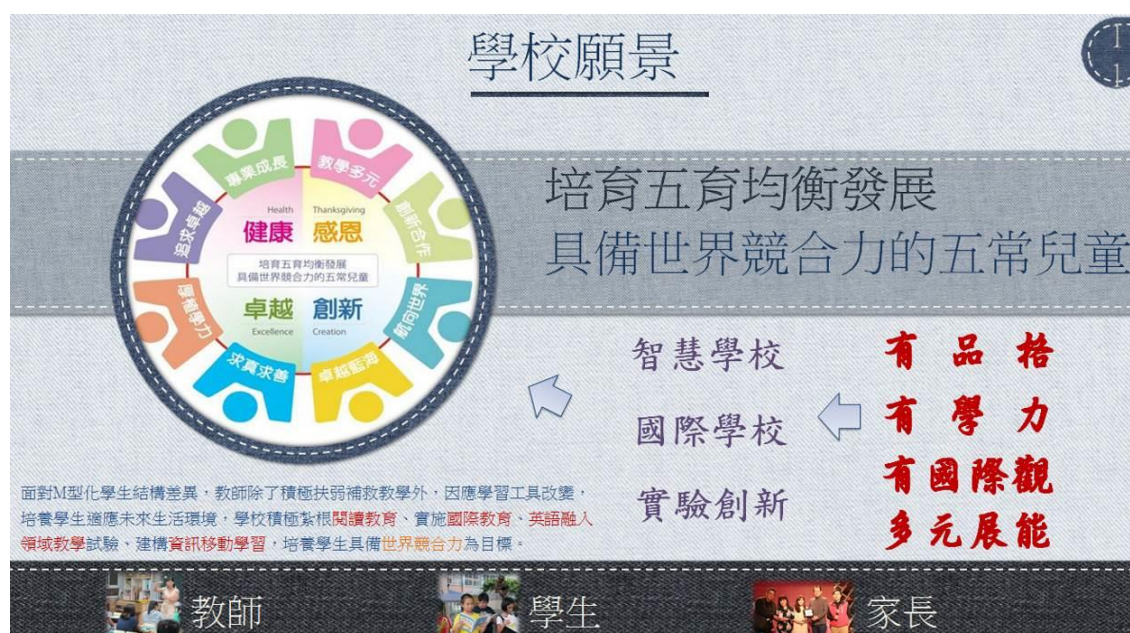 學校願景
1
1
專業成長
教學多元
創新合作
航向世界
卓越藍海
求真求善
厚植學力
追求卓越
Health
健康
Thanksgiving
感恩
培育五育均衡發展
具備世界競合力的五常兒童
卓越
Excellence
創新
Creation
培育五育均衡發展
具備世界競合力的五常兒童
智慧學校
國際學校
實驗創新
有品格
有學力
有國際觀
多元展能
面對M型化學生結構差異，教師除了積極扶弱補救教學外，因應學習工具改變，
培養學生適應未來生活環境，學校積極紮根閱讀教育、實施國際教育、英語融入
領域教學試驗、建構資訊移動學習，培養學生具備世界競合力為目標。
教師
學生
家長